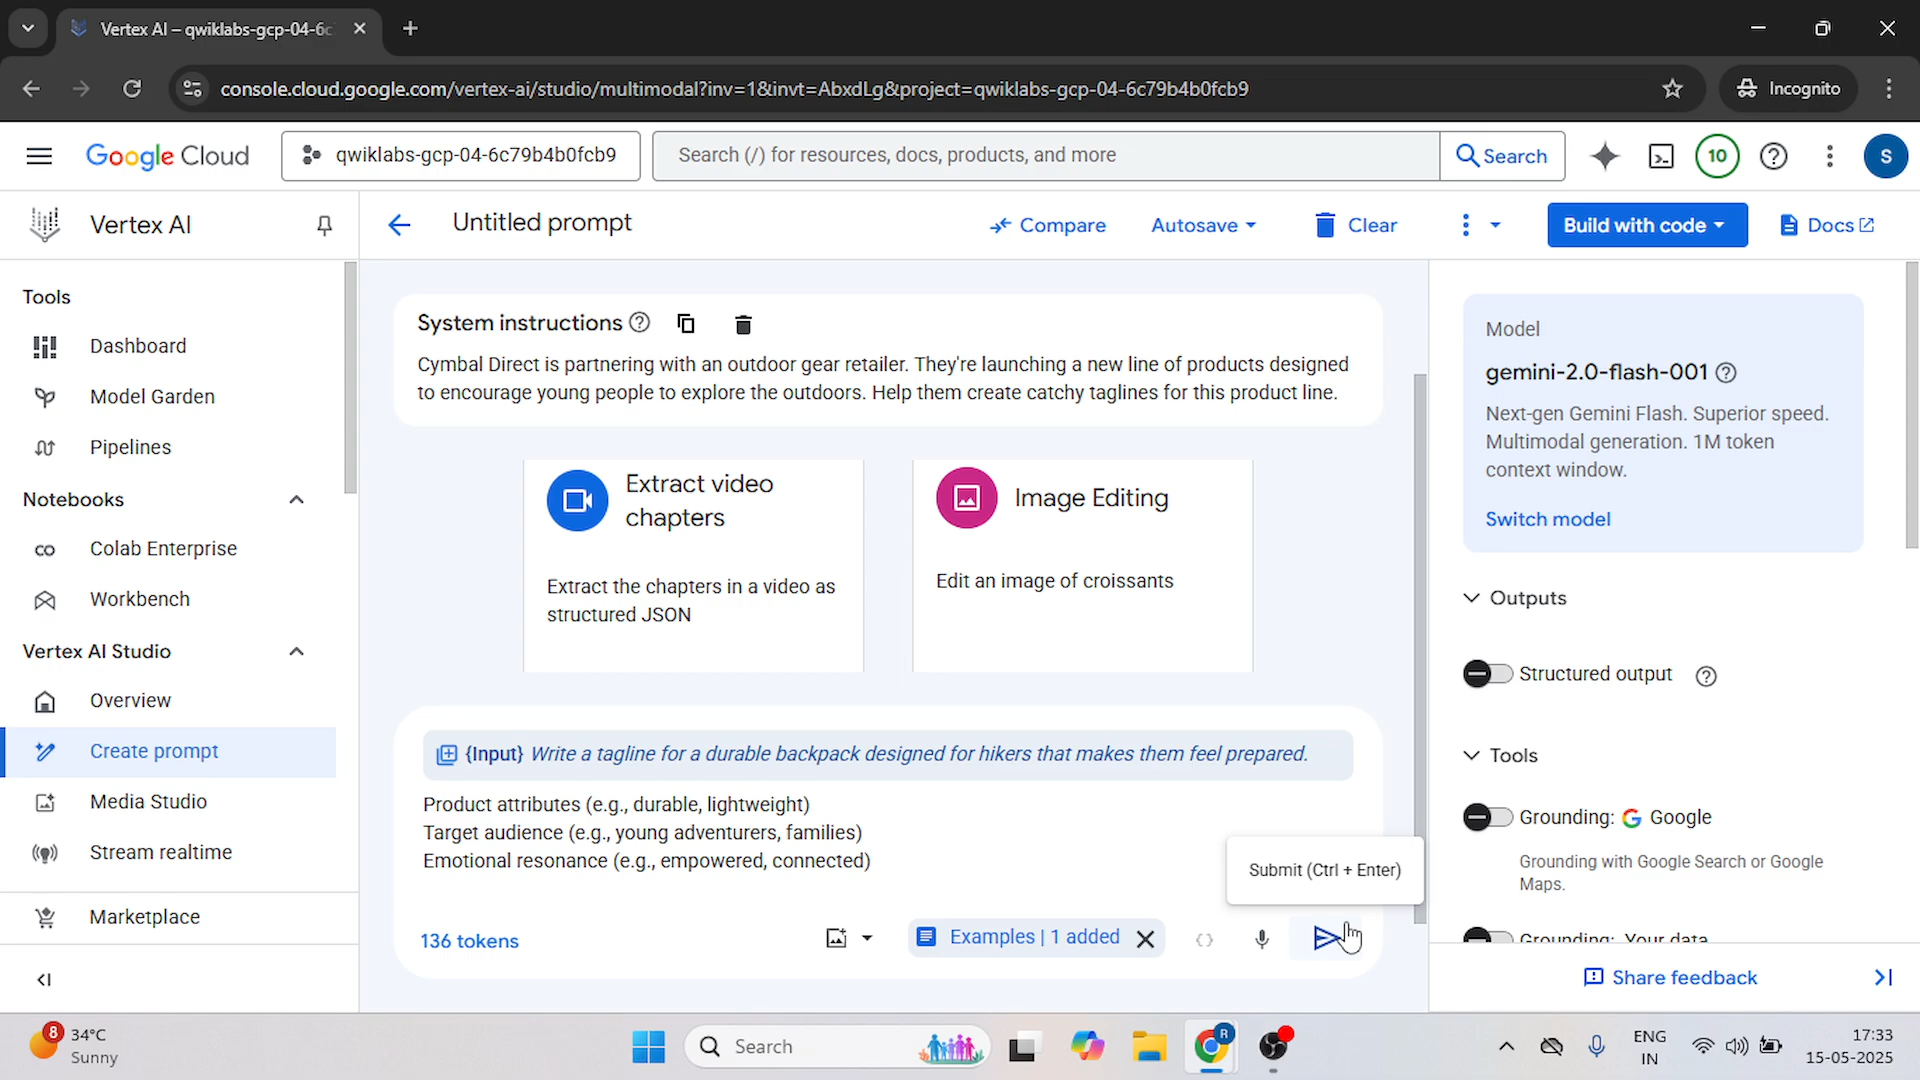 Vertex AI – qwiklabs-gcp-04-6c
console.cloud.google.com/vertex-ai/studio/multimodal?inv=1&invt=AbxdLg&project=qwiklabs-gcp-04-6c79b4b0fcb9
Incognito
Google Cloud
qwiklabs-gcp-04-6c79b4b0fcb9
Search (/) for resources, docs, products, and more
Search
10
S
Vertex AI
Untitled prompt
Compare
Autosave
Clear
Build with code
Docs
Tools
Dashboard
Model Garden
Pipelines
Notebooks
Colab Enterprise
Workbench
Vertex AI Studio
Overview
Create prompt
Media Studio
Stream realtime
Marketplace
System instructions
Cymbal Direct is partnering with an outdoor gear retailer. They're launching a new line of products designed
to encourage young people to explore the outdoors. Help them create catchy taglines for this product line.
Extract video
chapters
Extract the chapters in a video as
structured JSON
Image Editing
Edit an image of croissants
{Input} Write a tagline for a durable backpack designed for hikers that makes them feel prepared.
Product attributes (e.g., durable, lightweight)
Target audience (e.g., young adventurers, families)
Emotional resonance (e.g., empowered, connected)
Submit (Ctrl + Enter)
136 tokens
Examples | 1 added
Model
gemini-2.0-flash-001
Next-gen Gemini Flash. Superior speed.
Multimodal generation. 1M token
context window.
Switch model
Outputs
Structured output
Tools
Grounding: Google
Grounding with Google Search or Google
Maps.
Grounding: Your data
Share feedback
8
34°C
Sunny
Search
R
ENG
IN
17:33
15-05-2025